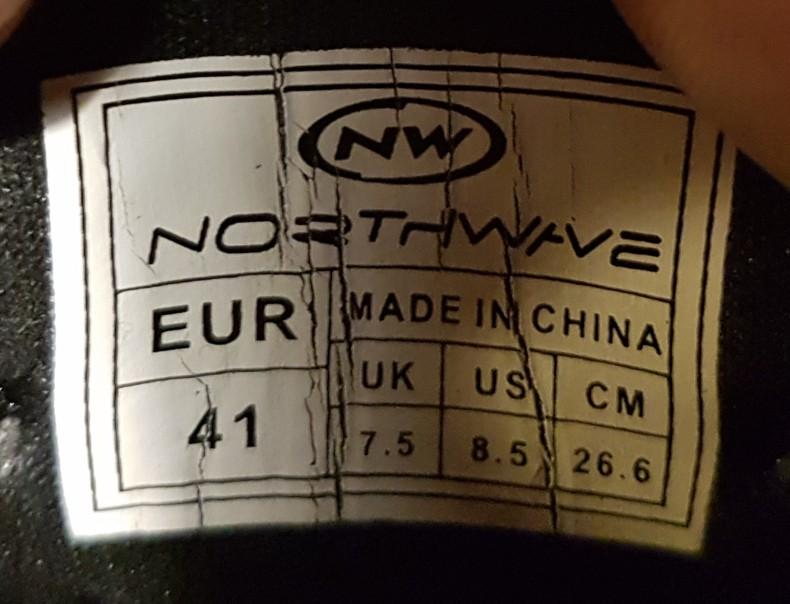 NW
NORTHWAVE
EUR MADE IN CHINA
UK US CM
41 7.5 8.5 26.6